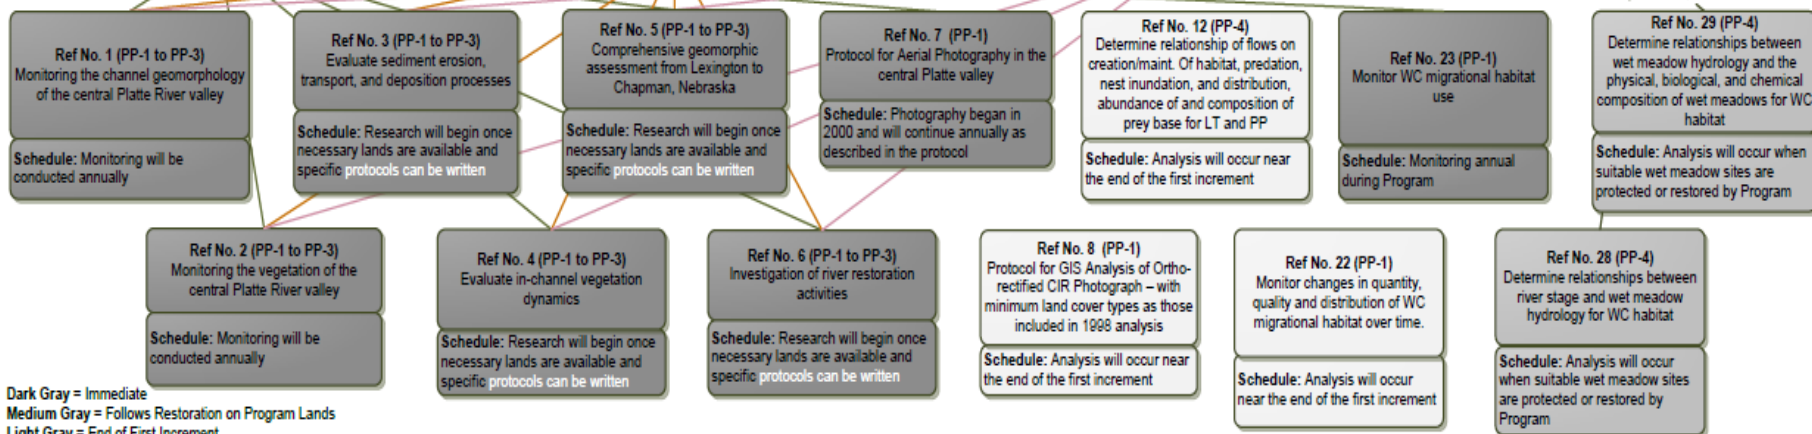 Ref No. 1 (PP-1 to PP-3)
Monitoring the channel geomorphology
of the central Platte River valley
Schedule: Monitoring will be
conducted annually
Ref No. 3 (PP-1 to PP-3)
Evaluate sediment erosion,
transport, and deposition processes
Schedule: Research will begin once
necessary lands are available and
specific protocols can be written
Ref No. 5 (PP-1 to PP-3)
Comprehensive geomorphic
assessment from Lexington to
Chapman, Nebraska
Schedule: Research will begin once
necessary lands are available and
specific protocols can be written
Ref No. 7 (PP-1)
Protocol for Aerial Photography in the
central Platte valley
Schedule: Photography began in
2000 and will continue annually as
described in the protocol
Ref No. 12 (PP-4)
Determine relationship of flows on
creation/maint. Of habitat, predation,
nest inundation, and distribution,
abundance of and composition of
prey base for LT and PP
Schedule: Analysis will occur near
the end of the first increment
Ref No. 23 (PP-1)
Monitor WC migrational habitat
use
Schedule: Monitoring annual
during Program
Ref No. 29 (PP-4)
Determine relationships between
wet meadow hydrology and the
physical, biological, and chemical
composition of wet meadows for WC
habitat
Schedule: Analysis will occur when
suitable wet meadow sites are
protected or restored by Program
Ref No. 2 (PP-1 to PP-3)
Monitoring the vegetation of the
central Platte River valley
Schedule: Monitoring will be
conducted annually
Ref No. 4 (PP-1 to PP-3)
Evaluate in-channel vegetation
dynamics
Schedule: Research will begin once
necessary lands are available and
specific protocols can be written
Ref No. 6 (PP-1 to PP-3)
Investigation of river restoration
activities
Schedule: Research will begin once
necessary lands are available and
specific protocols can be written
Ref No. 8 (PP-1)
Protocol for GIS Analysis of Ortho-
rectified CIR Photograph – with
minimum land cover types as those
included in 1998 analysis
Schedule: Analysis will occur near
the end of the first increment
Ref No. 22 (PP-1)
Monitor changes in quantity,
quality and distribution of WC
migrational habitat over time.
Schedule: Analysis will occur
near the end of the first increment
Ref No. 28 (PP-4)
Determine relationships between
river stage and wet meadow
hydrology for WC habitat
Schedule: Analysis will occur
when suitable wet meadow sites
are protected or restored by
Program
Dark Gray = Immediate
Medium Gray = Follows Restoration on Program Lands
Light Gray = End of First Increment